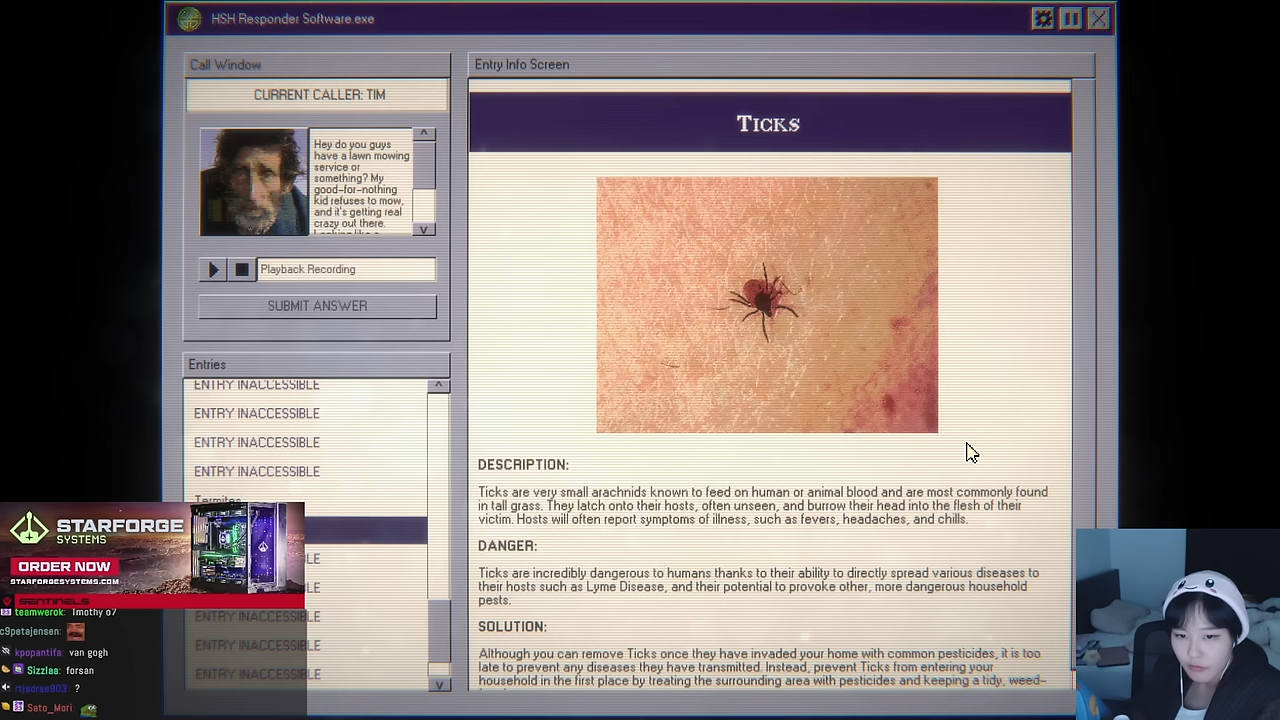 HSH Responder Software.exe
Call Window
CURRENT CALLER: TIM
Hey do you guys
have a lawn mowing
service or
something? My
good-for-nothing
kid refuses to mow,
and it's getting real
crazy out there.
Playback Recording
SUBMIT ANSWER
Entries
ENTRY INACCESSIBLE
ENTRY INACCESSIBLE
ENTRY INACCESSIBLE
ENTRY INACCESSIBLE
Termites
ENTRY INACCESSIBLE
Entry Info Screen
TICKS
DESCRIPTION:
Ticks are very small arachnids known to feed on human or animal blood and are most commonly found
in tall grass. They latch onto their hosts, often unseen, and burrow their head into the flesh of their
victim. Hosts will often report symptoms of illness, such as fevers, headaches, and chills.
DANGER:
Ticks are incredibly dangerous to humans thanks to their ability to directly spread various diseases to
their hosts such as Lyme Disease, and their potential to provoke other, more dangerous household
pests.
SOLUTION:
Although you can remove Ticks once they have invaded your home with common pesticides, it is too
late to prevent any diseases they have transmitted. Instead, prevent Ticks from entering your
household in the first place by treating the surrounding area with pesticides and keeping a tidy, weed-
STARFORGE
SYSTEMS
ORDER NOW
STARFORGESYSTEMS.COM
SENTINELS
teamwerok: Timothy o7
c9petajensen:
kpopantifa: van gogh
Sizzlaa: forsan
rrjsdrse903: ?
Sato_Mori: